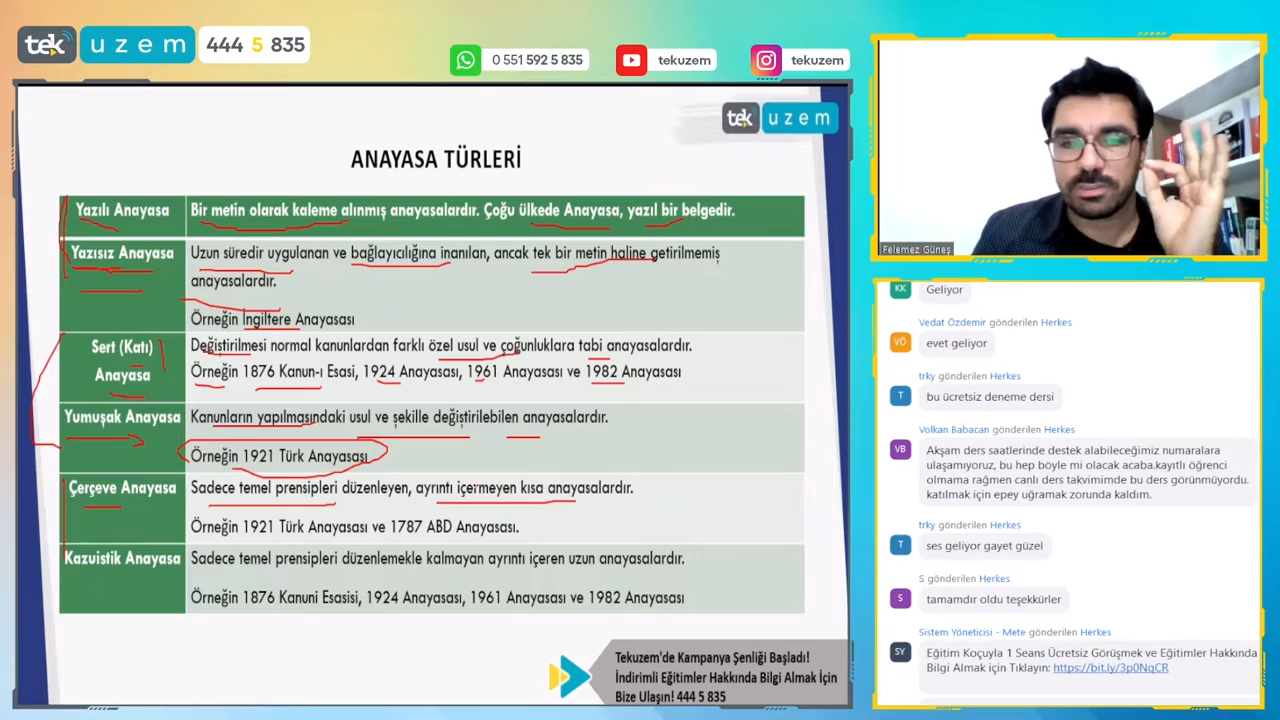 tek uzem 444 5 835
0 551 592 5 835
tekuzem
tekuzem
tek uzem
ANAYASA TÜRLERİ
Yazılı Anayasa
Bir metin olarak kaleme alınmış anayasalardır. Çoğu ülkede Anayasa, yazıl bir belgedir.
Yazısız Anayasa
Uzun süredir uygulanan ve bağlayıcılığına inanılan, ancak tek bir metin haline getirilmemiş
anayasalardır.
Örneğin İngiltere Anayasası
Sert (Katı)
Anayasa
Değiştirilmesi normal kanunlardan farklı özel usul ve çoğunluklara tabi anayasalardır.
Örneğin 1876 Kanun-ı Esasi, 1924 Anayasası, 1961 Anayasası ve 1982 Anayasası
Yumuşak Anayasa
Kanunların yapılmasındaki usul ve şekille değiştirilebilen anayasalardır.
Örneğin 1921 Türk Anayasası
Çerçeve Anayasa
Sadece temel prensipleri düzenleyen, ayrıntı içermeyen kısa anayasalardır.
Örneğin 1921 Türk Anayasası ve 1787 ABD Anayasası.
Kazuistik Anayasa
Sadece temel prensipleri düzenlemekle kalmayan ayrıntı içeren uzun anayasalardır.
Örneğin 1876 Kanuni Esasisi, 1924 Anayasası, 1961 Anayasası ve 1982 Anayasası
Tekuzem'de Kampanya Şenliği Başladı!
İndirimli Eğitimler Hakkında Bilgi Almak İçin
Bize Ulaşın! 444 5 835
Felemez Güneş
KK
Geliyor
Vedat Özdemir gönderilen Herkes
VÖ
evet geliyor
trky gönderilen Herkes
T
bu ücretsiz deneme dersi
Volkan Babacan gönderilen Herkes
VB
Akşam ders saatlerinde destek alabileceğimiz numaralara
ulaşamıyoruz, bu hep böyle mi olacak acaba.kayıtlı öğrenci
olmama rağmen canlı ders takvimimde bu ders görünmüyordu.
katılmak için epey uğramak zorunda kaldım.
trky gönderilen Herkes
T
ses geliyor gayet güzel
S gönderilen Herkes
S
tamamdır oldu teşekkürler
Sistem Yöneticisi - Mete gönderilen Herkes
SY
Eğitim Koçuyla 1 Seans Ücretsiz Görüşmek ve Eğitimler Hakkında
Bilgi Almak için Tıklayın: https://bit.ly/3p0NqCR